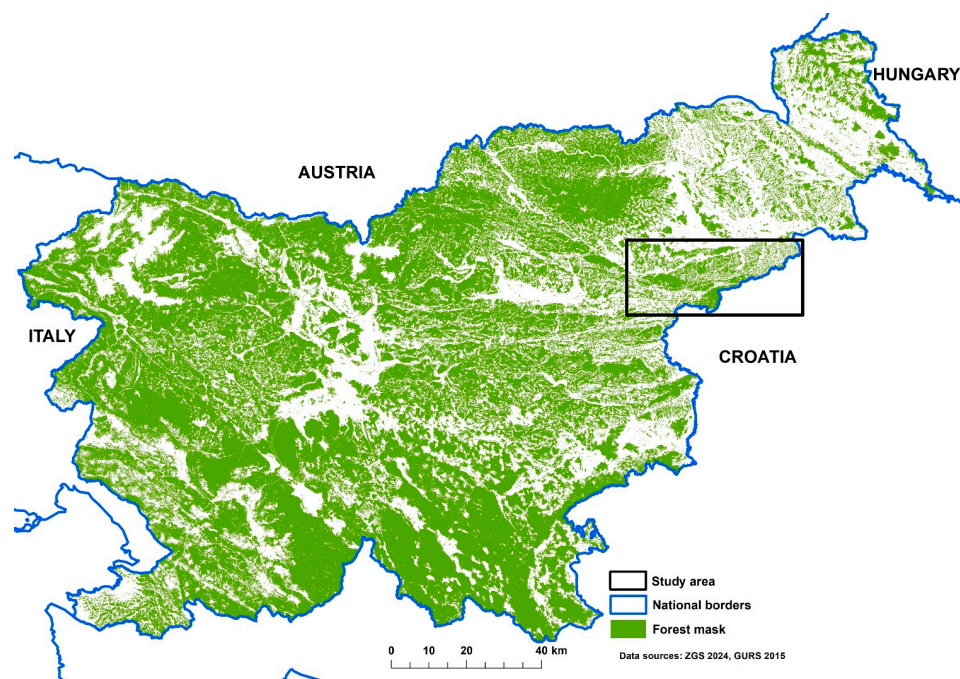 HUNGARY
AUSTRIA
ITALY
CROATIA
Study area
National borders
Forest mask
0 10 20 40 km
Data sources: ZGS 2024, GURS 2015